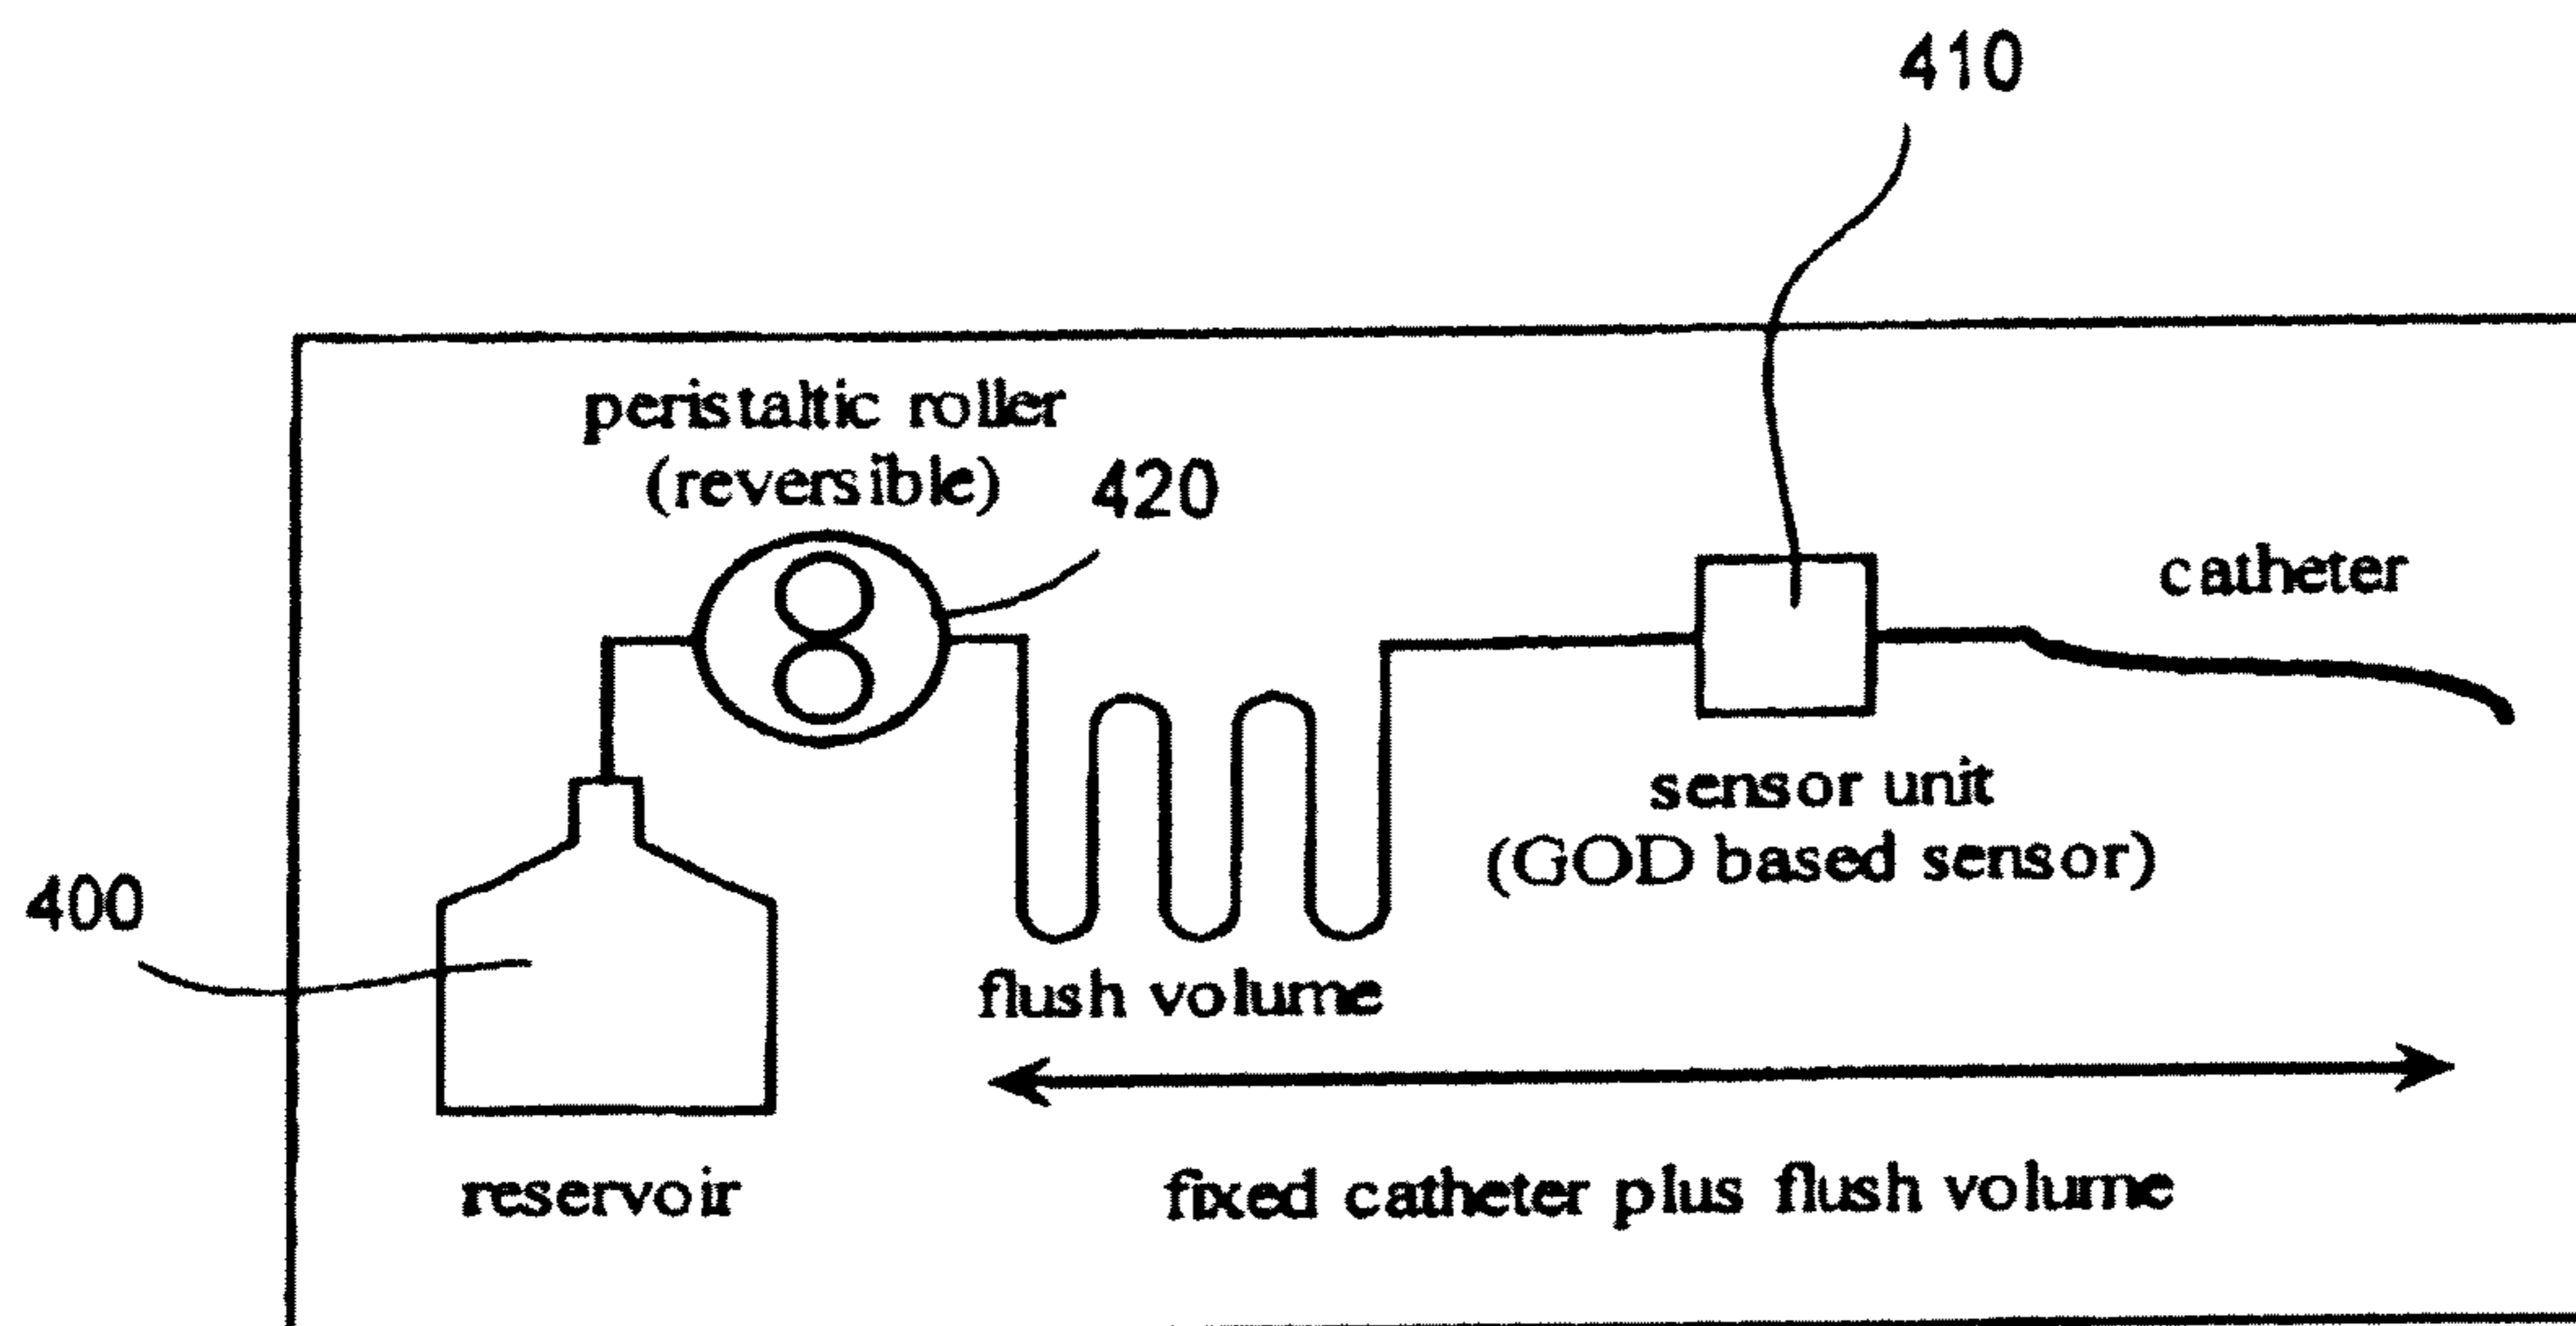 410
peristaltic roller
(reversible)
420
catheter
sensor unit
(GOD based sensor)
400
flush volume
reservoir
fixed catheter plus flush volume